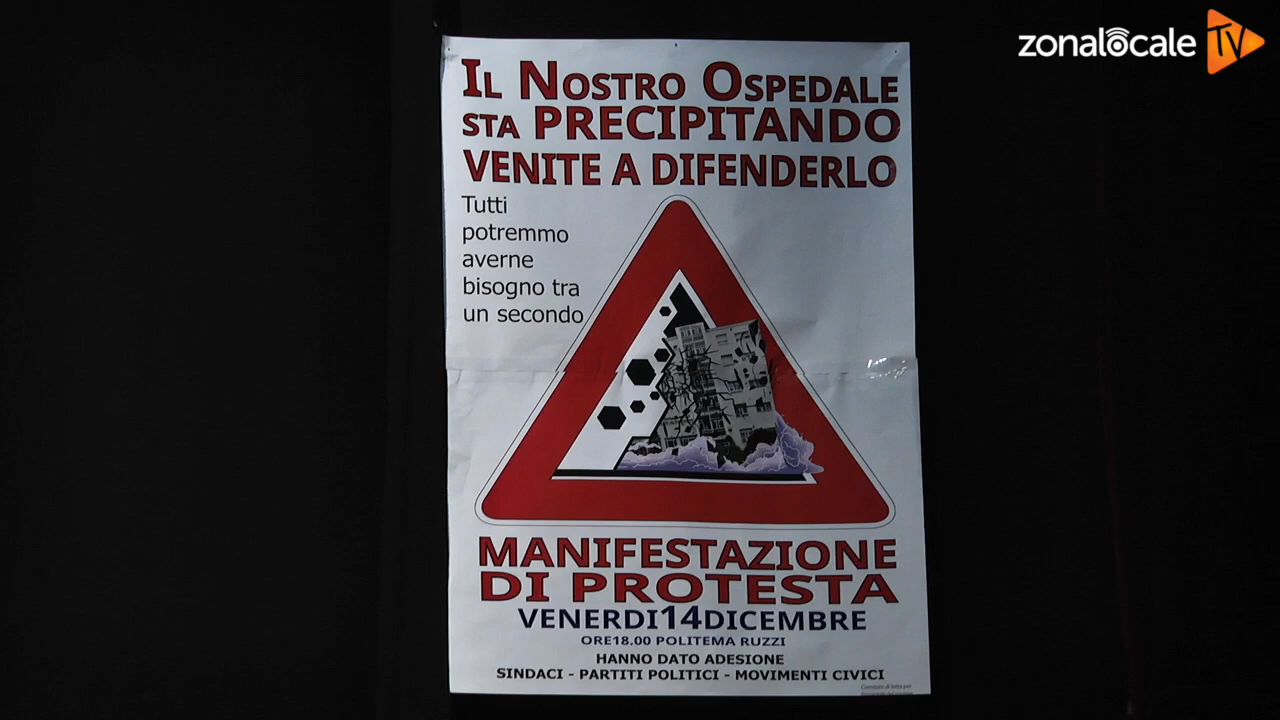 zonalocale TV
IL NOSTRO OSPEDALE
STA PRECIPITANDO
VENITE A DIFENDERLO
Tutti
potremmo
averne
bisogno tra
un secondo
MANIFESTAZIONE
DI PROTESTA
VENERDI14DICEMBRE
ORE18.00 POLITEMA RUZZI
HANNO DATO ADESIONE
SINDACI - PARTITI POLITICI - MOVIMENTI CIVICI